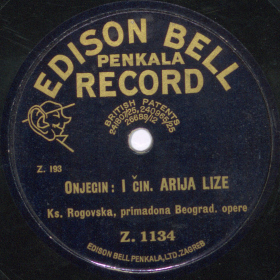 EDISON BELL
PENKALA
RECORD
BRITISH PATENTS
Z. 193
ONJEGIN: I ČIN. ARIJA LIZE
Ks. Rogovska, primadona Beograd. opere
Z. 1134
EDISON BELL PENKALA, LTD, ZAGREB